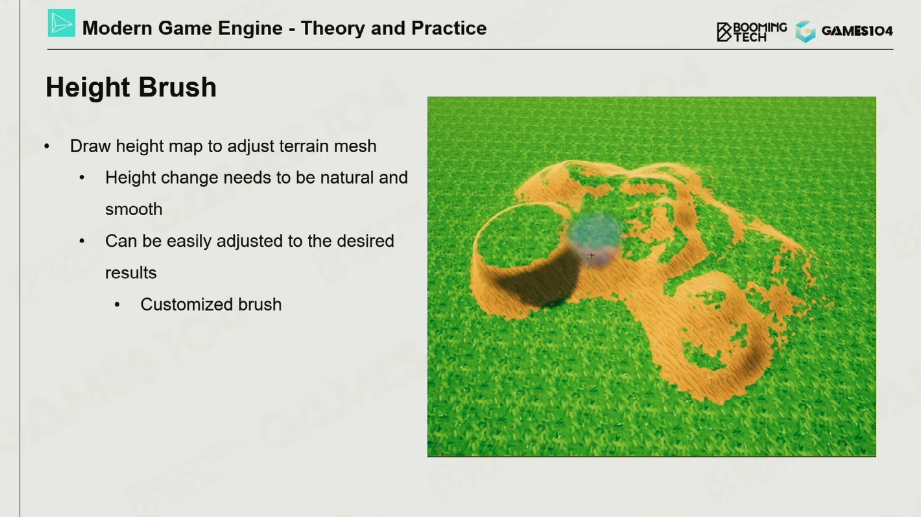 Modern Game Engine - Theory and Practice
BOOMING
TECH
GAMES104
Height Brush
• Draw height map to adjust terrain mesh
• Height change needs to be natural and
smooth
• Can be easily adjusted to the desired
results
• Customized brush